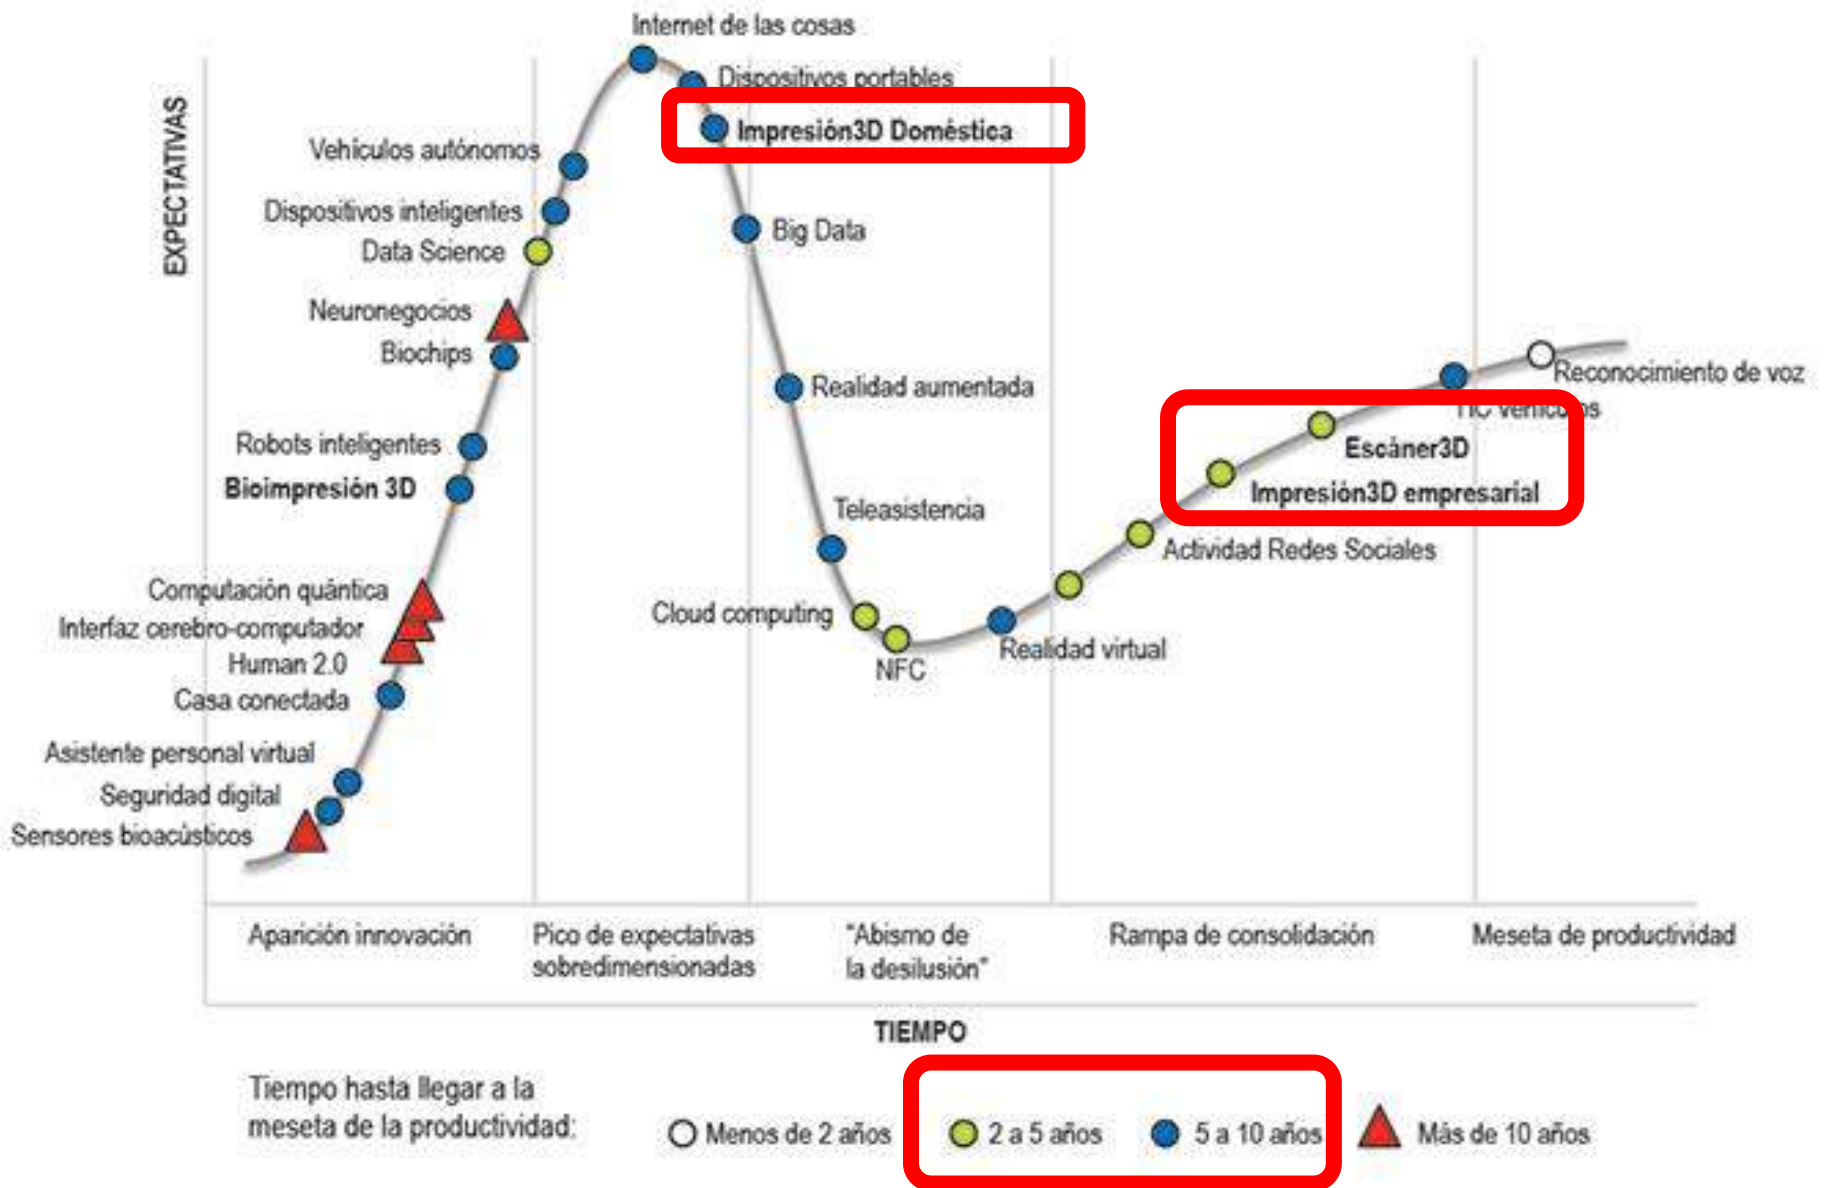 Internet de las cosas
Dispositivos portables
EXPECTATIVAS
Impresión3D Doméstica
Vehículos autónomos
Dispositivos inteligentes
Big Data
Data Science
Neuronegocios
Biochips
Reconocimiento de voz
Realidad aumentada
TIC vehículos
Robots inteligentes
Escáner3D
Bioimpresión 3D
Impresión3D empresarial
Teleasistencia
Actividad Redes Sociales
Computación quántica
Cloud computing
Interfaz cerebro-computador
Realidad virtual
Human 2.0
NFC
Casa conectada
Asistente personal virtual
Seguridad digital
Sensores bioacústicos
Aparición innovación
Pico de expectativas
sobredimensionadas
"Abismo de
la desilusión"
Rampa de consolidación
Meseta de productividad
TIEMPO
Tiempo hasta llegar a la
meseta de la productividad:
Menos de 2 años
2 a 5 años
5 a 10 años
Más de 10 años